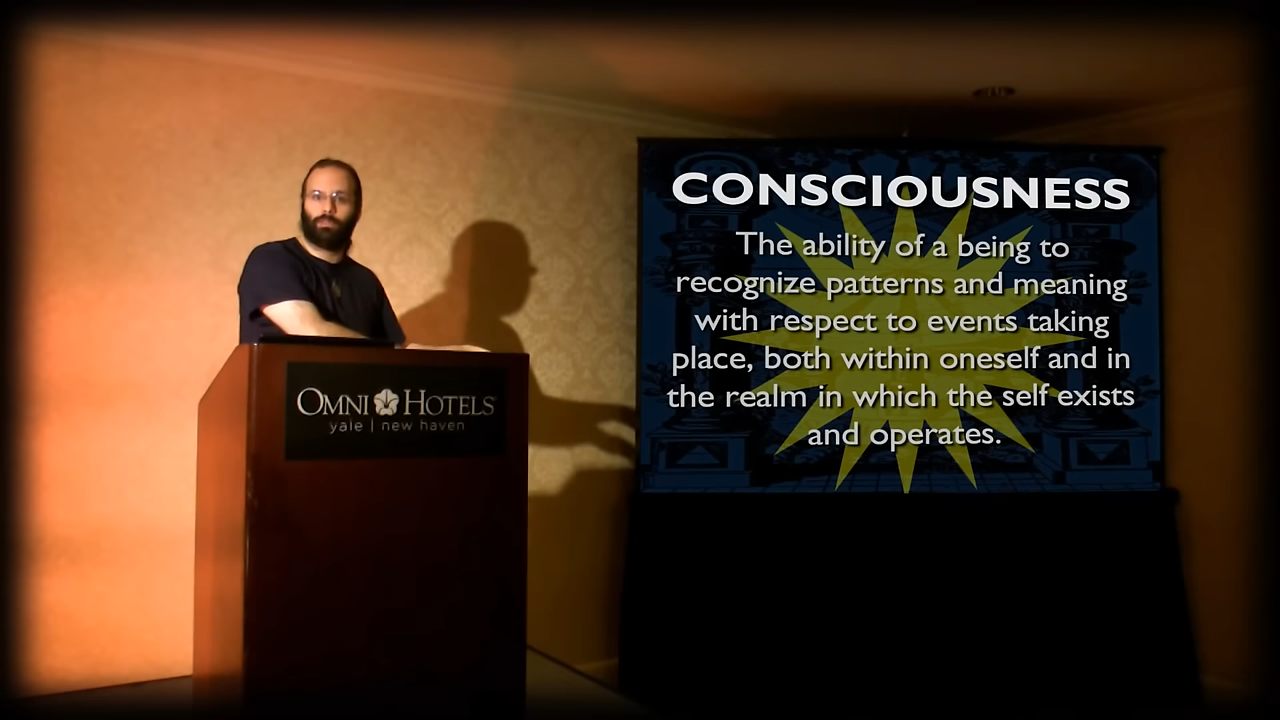 OMNI HOTELS
yale | new haven
CONSCIOUSNESS
The ability of a being to
recognize patterns and meaning
with respect to events taking
place, both within oneself and in
the realm in which the self exists
and operates.